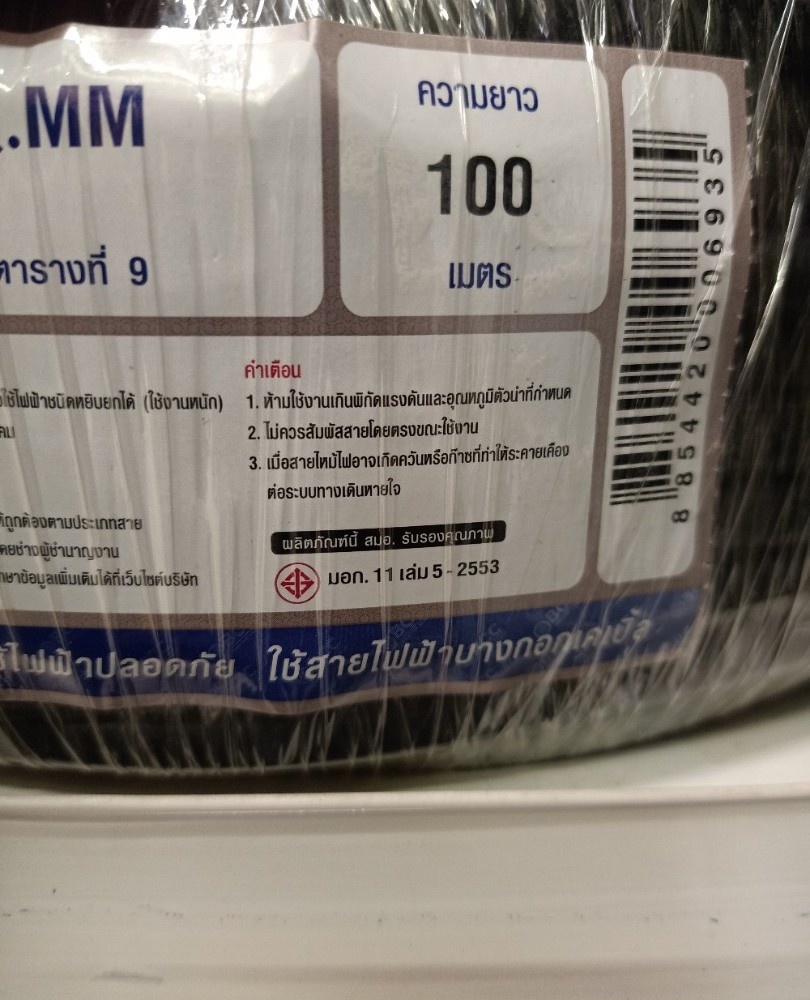 .MM
ตารางที่ 9
ความยาว
100
เมตร
8854420006935
ใช้ไฟฟ้าชนิดหยิบยกได้ (ใช้งานหนัก)
ถูกต้องตามประเภทสาย
โดยช่างผู้ชำนาญงาน
ข้อมูลเพิ่มเติมได้ที่เว็บไซต์บริษัท
คำเตือน
1. ห้ามใช้งานเกินพิกัดแรงดันและอุณหภูมิตัวนำที่กำหนด
2. ไม่ควรสัมผัสสายโดยตรงขณะใช้งาน
3. เมื่อสายไหม้ไฟอาจเกิดควันหรือก๊าซที่ทำให้ระคายเคือง
ต่อระบบทางเดินหายใจ
ผลิตภัณฑ์นี้ สมอ. รับรองคุณภาพ
มอก. 11 เล่ม 5 - 2553
ใช้ไฟฟ้าปลอดภัย ใช้สายไฟฟ้าบางกอกเคเบิ้ล